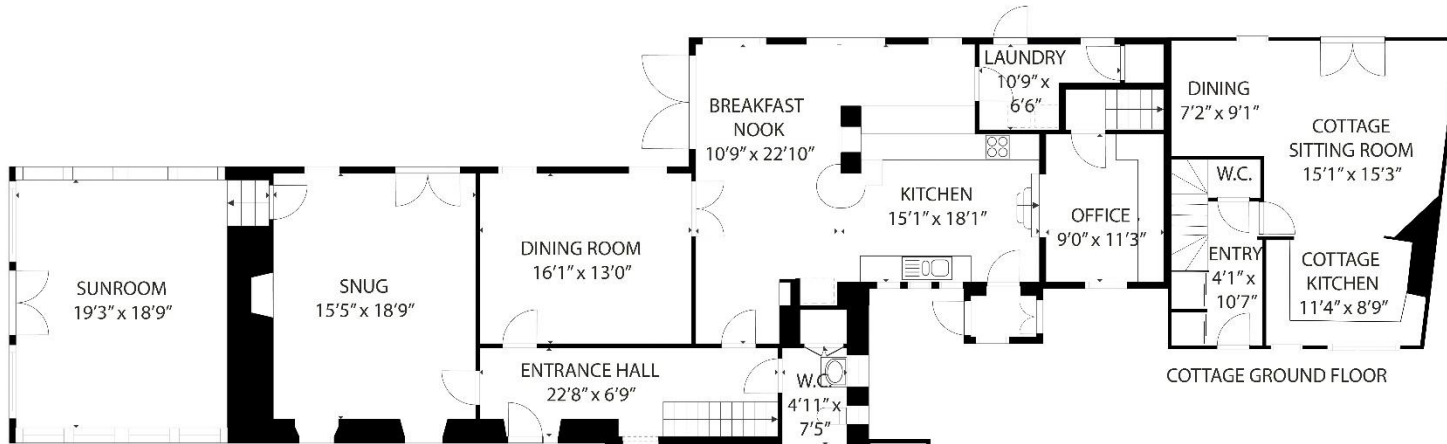 LAUNDRY
10'9" x
6'6"
BREAKFAST
NOOK
10'9" x 22'10"
DINING
7'2" x 9'1"
COTTAGE
SITTING ROOM
15'1" x 15'3"
W.C.
KITCHEN
15'1" x 18'1"
OFFICE
9'0" x 11'3"
DINING ROOM
16'1" x 13'0"
SUNROOM
19'3" x 18'9"
SNUG
15'5" x 18'9"
ENTRY
4'1" x
10'7"
COTTAGE
KITCHEN
11'4" x 8'9"
ENTRANCE HALL
22'8" x 6'9"
W.C.
4'11" x
7'5"
COTTAGE GROUND FLOOR